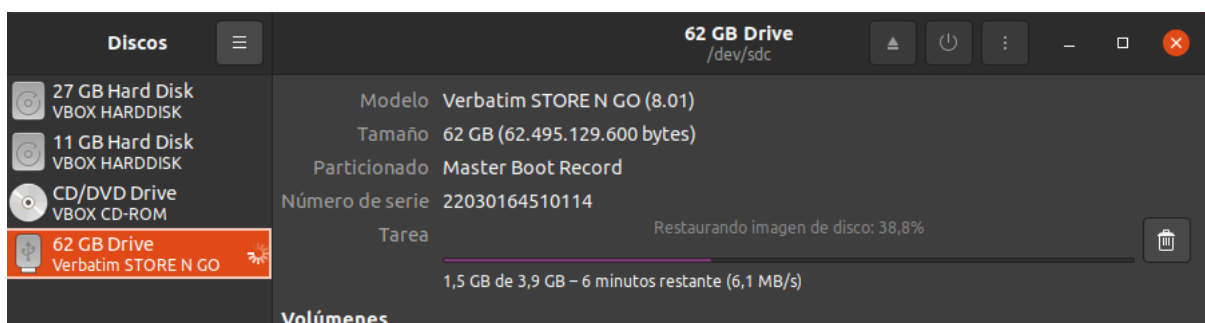 Discos
62 GB Drive
/dev/sdc
27 GB Hard Disk
VBOX HARDDISK
11 GB Hard Disk
VBOX HARDDISK
CD/DVD Drive
VBOX CD-ROM
62 GB Drive
Verbatim STORE N GO
Modelo Verbatim STORE N GO (8.01)
Tamaño 62 GB (62.495.129.600 bytes)
Particionado Master Boot Record
Número de serie 22030164510114
Tarea Restaurando imagen de disco: 38,8%
1,5 GB de 3,9 GB – 6 minutos restante (6,1 MB/s)
Volúmenes